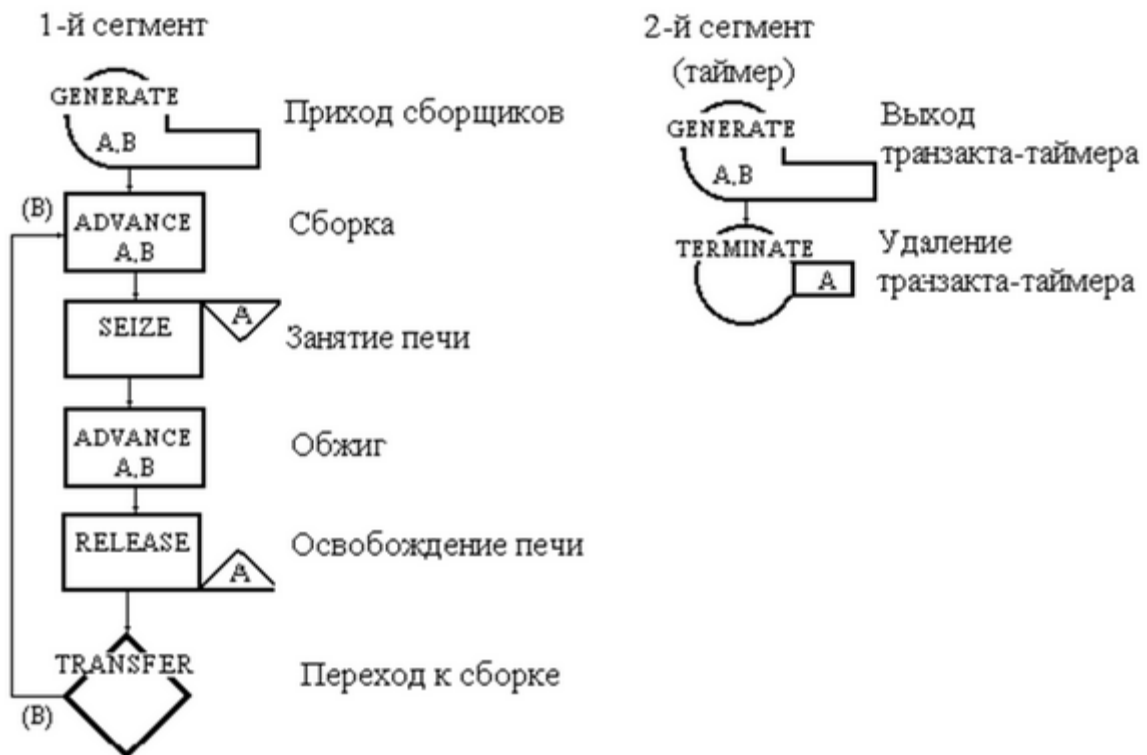 1-й сегмент
GENERATE
A,B
Приход сборщиков
(B)
ADVANCE
A,B
Сборка
SEIZE
A
Занятие печи
ADVANCE
A,B
Обжиг
RELEASE
A
Освобождение печи
TRANSFER
(B)
Переход к сборке
2-й сегмент
(таймер)
GENERATE
A,B
Выход
транзакта-таймера
TERMINATE
A
Удаление
транзакта-таймера